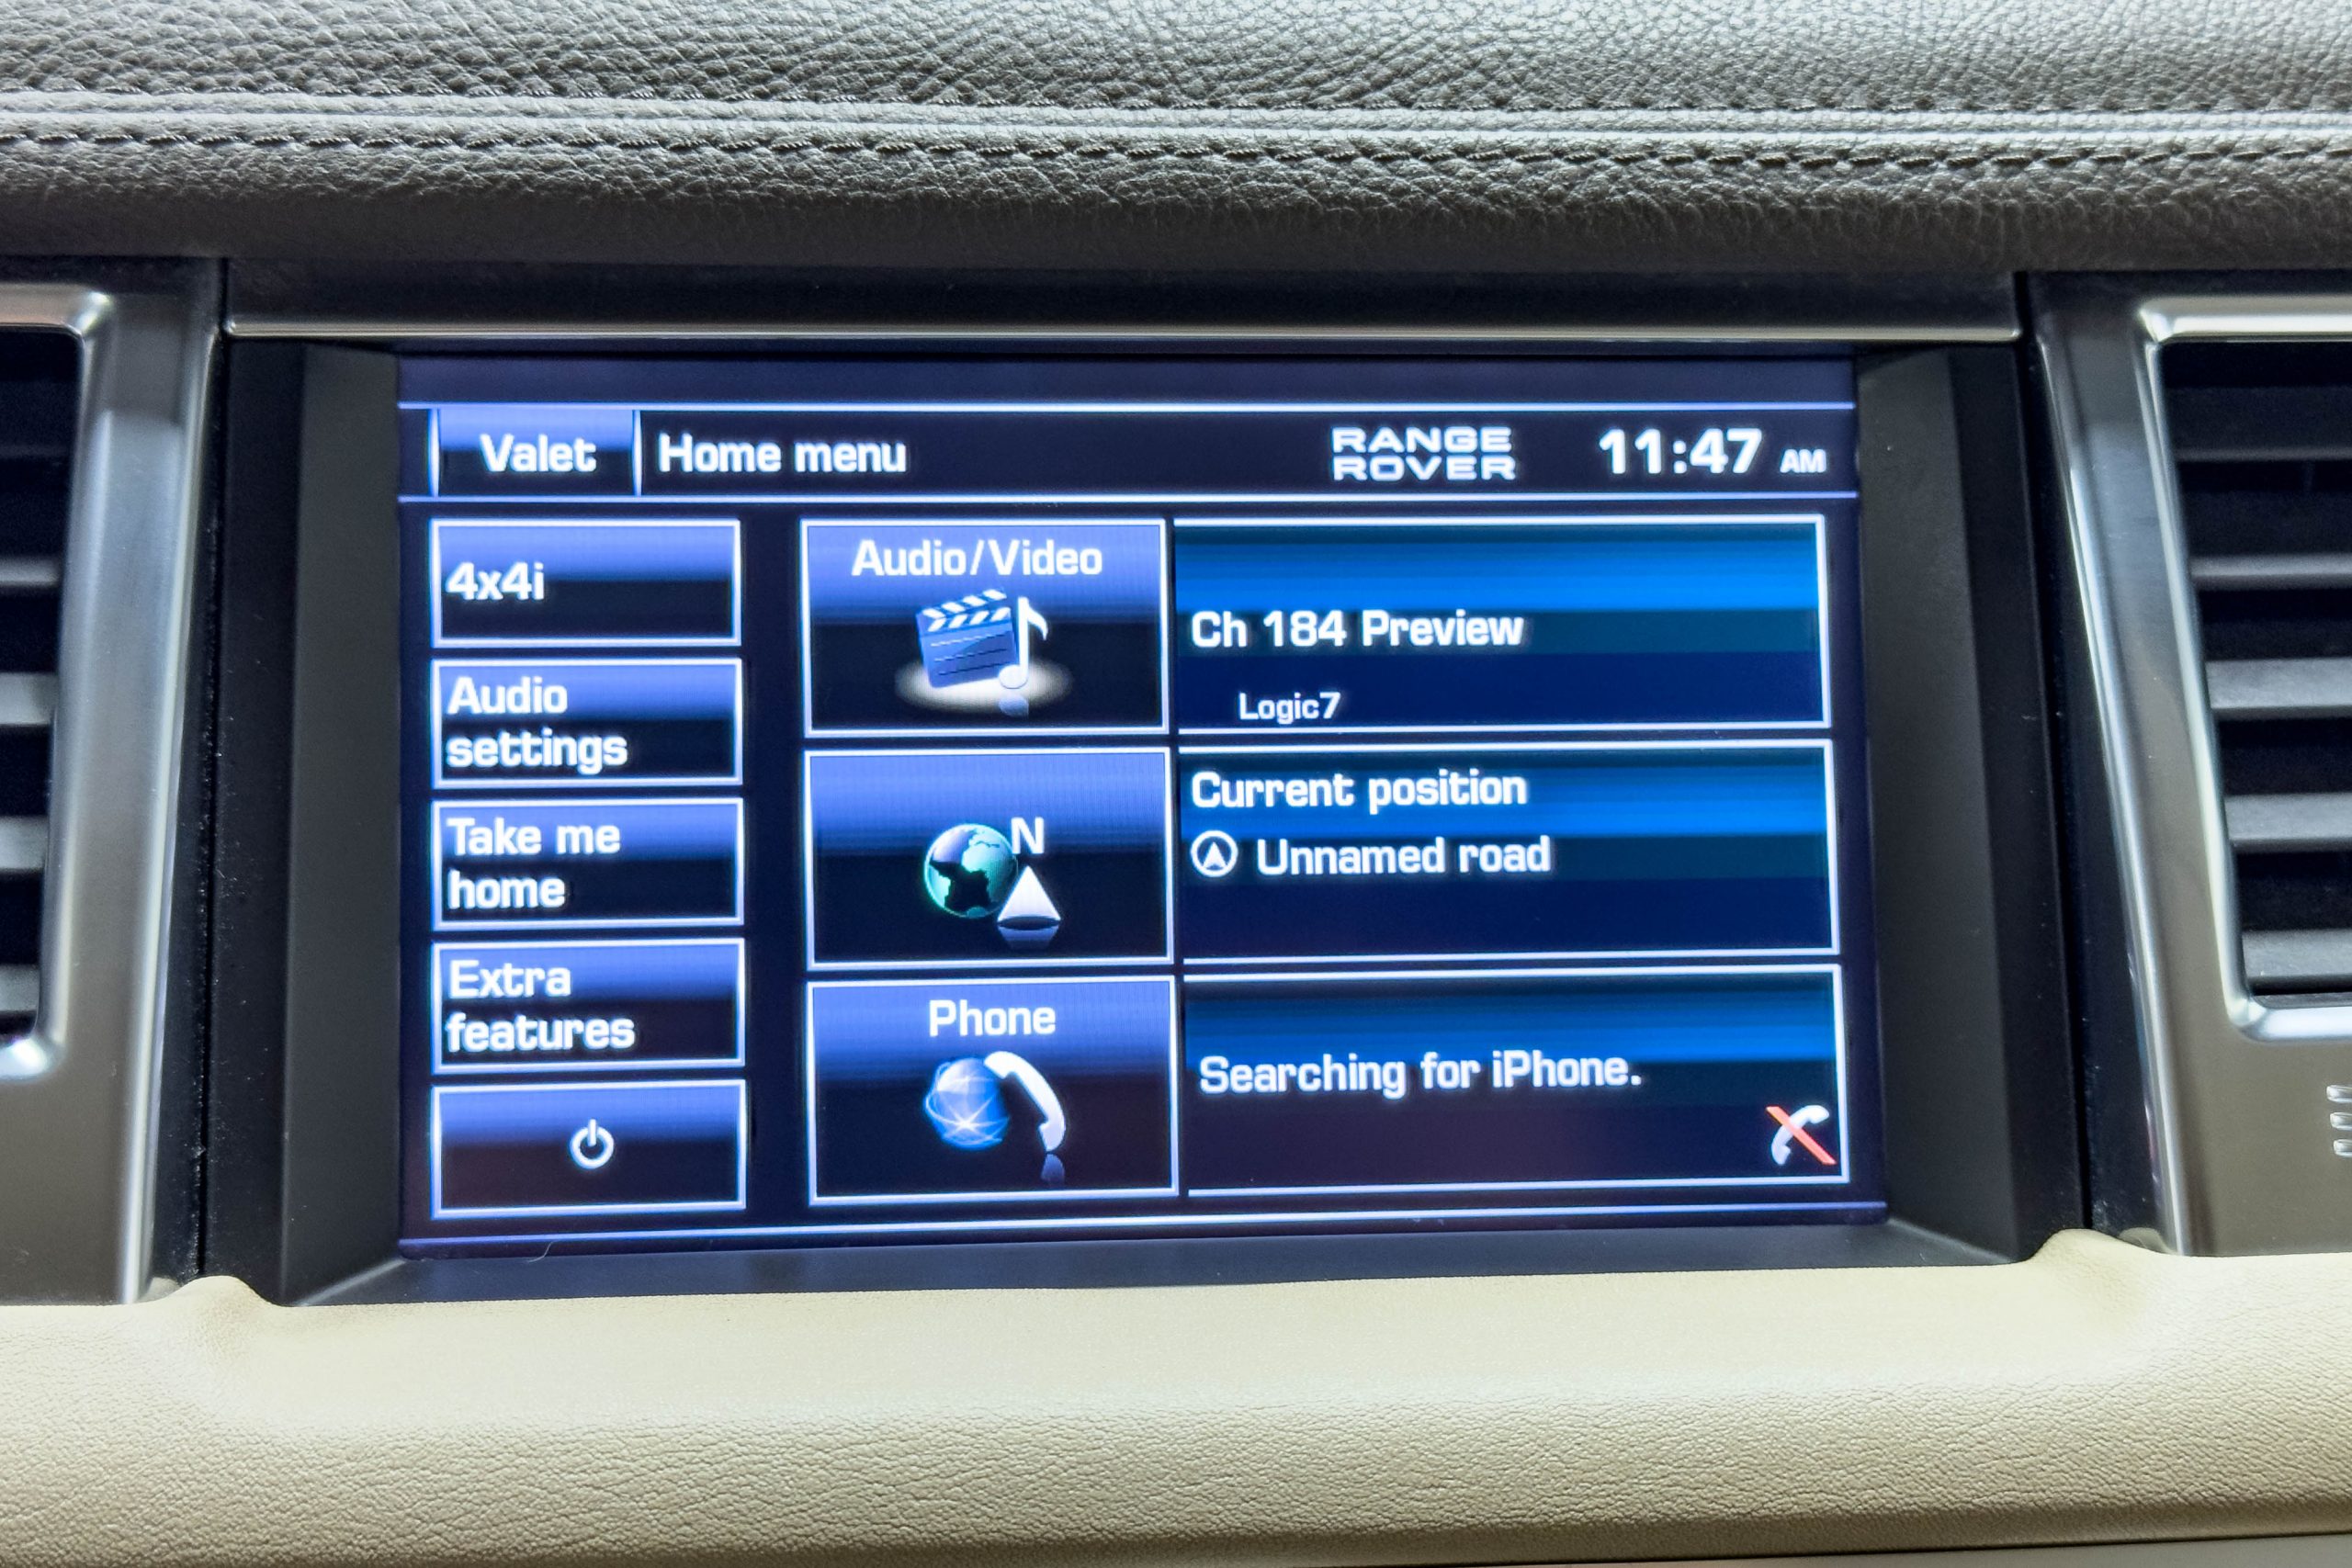 Valet
Home menu
RANGE
ROVER
11:47 AM
4x4i
Audio
settings
Take me
home
Extra
features
Audio/Video
Ch 184 Preview
Logic7
N
Current position
Unnamed road
Phone
Searching for iPhone.